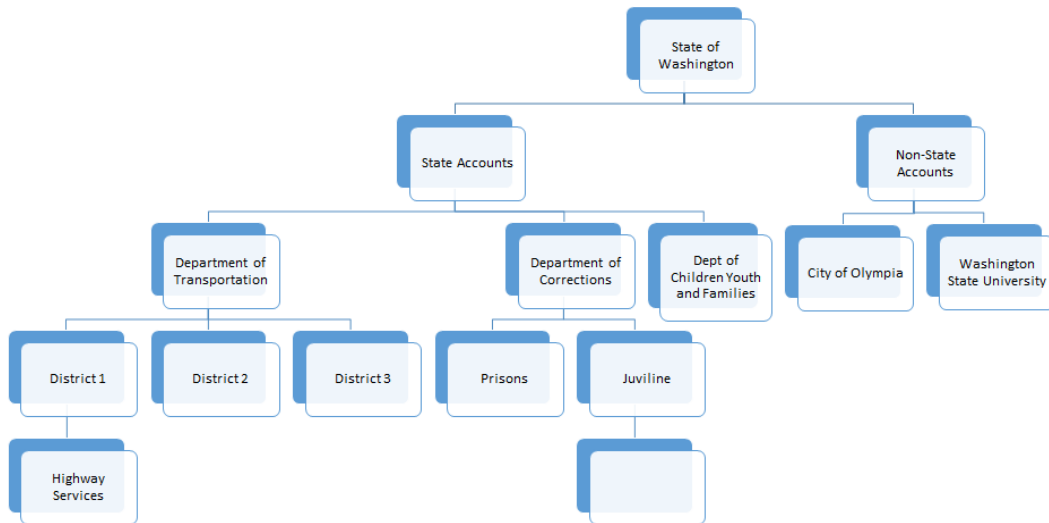 State of
Washington
State Accounts
Non-State
Accounts
Department of
Transportation
Department of
Corrections
Dept of
Children Youth
and Families
City of Olympia
Washington
State University
District 1
District 2
District 3
Prisons
Juviline
Highway
Services